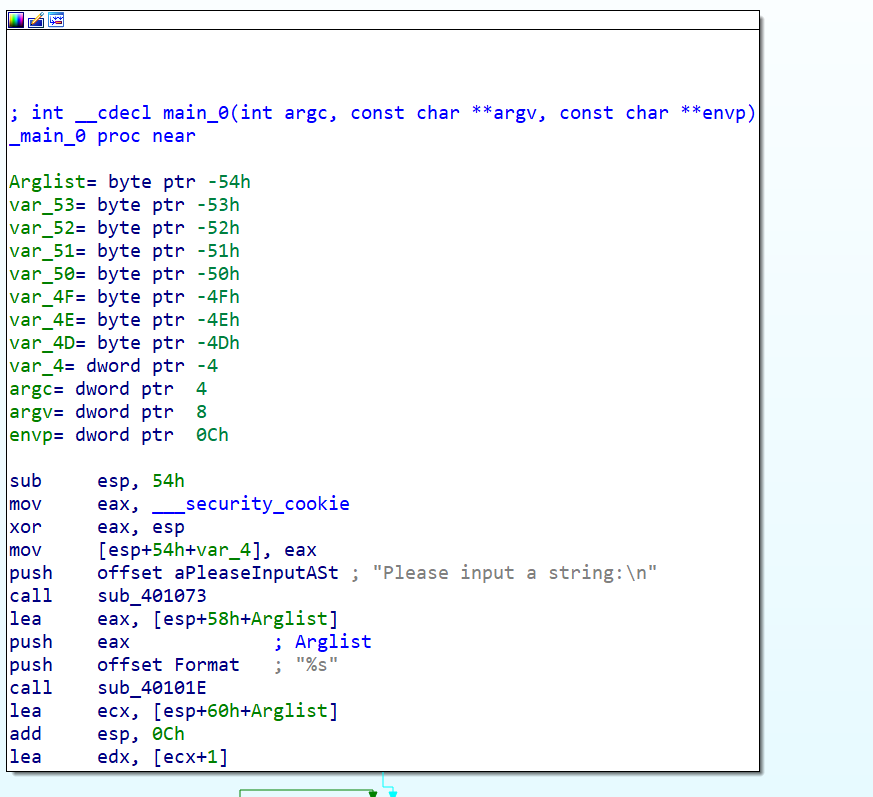 ; int __cdecl main_0(int argc, const char **argv, const char **envp)
_main_0 proc near
Arglist= byte ptr -54h
var_53= byte ptr -53h
var_52= byte ptr -52h
var_51= byte ptr -51h
var_50= byte ptr -50h
var_4F= byte ptr -4Fh
var_4E= byte ptr -4Eh
var_4D= byte ptr -4Dh
var_4= dword ptr -4
argc= dword ptr  4
argv= dword ptr  8
envp= dword ptr  0Ch
sub     esp, 54h
mov     eax, ___security_cookie
xor     eax, esp
mov     [esp+54h+var_4], eax
push    offset aPleaseInputASt ; "Please input a string:\n"
call    sub_401073
lea     eax, [esp+58h+Arglist]
push    eax             ; Arglist
push    offset Format   ; "%s"
call    sub_40101E
lea     ecx, [esp+60h+Arglist]
add     esp, 0Ch
lea     edx, [ecx+1]